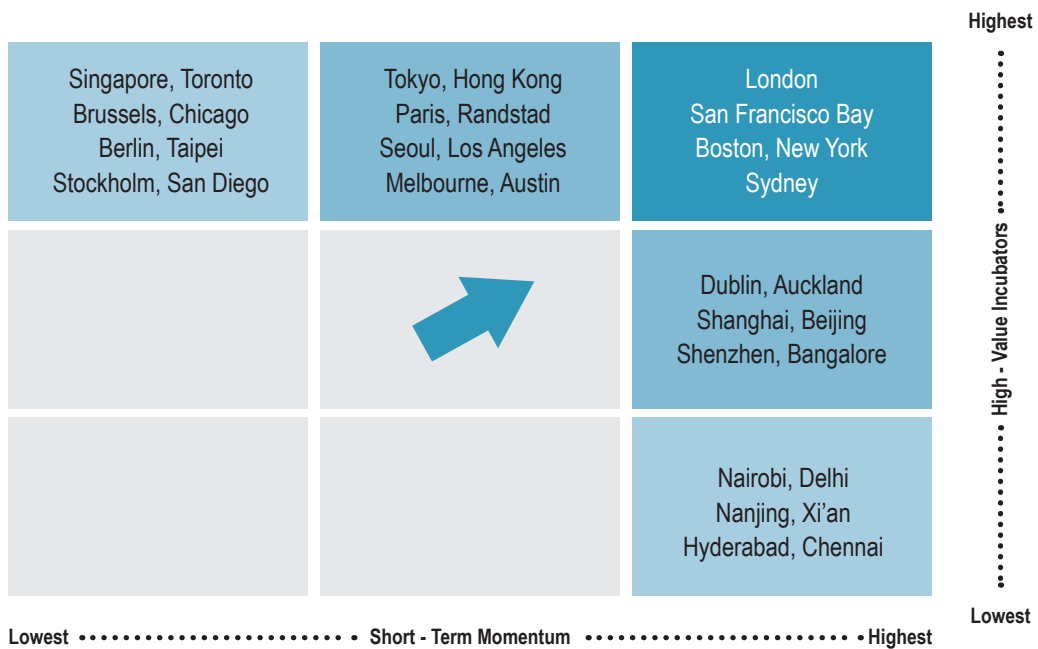 Highest
Singapore, Toronto
Brussels, Chicago
Berlin, Taipei
Stockholm, San Diego
Tokyo, Hong Kong
Paris, Randstad
Seoul, Los Angeles
Melbourne, Austin
London
San Francisco Bay
Boston, New York
Sydney
Dublin, Auckland
Shanghai, Beijing
Shenzhen, Bangalore
Nairobi, Delhi
Nanjing, Xi’an
Hyderabad, Chennai
High - Value Incubators
Lowest
Lowest
Short - Term Momentum
Highest